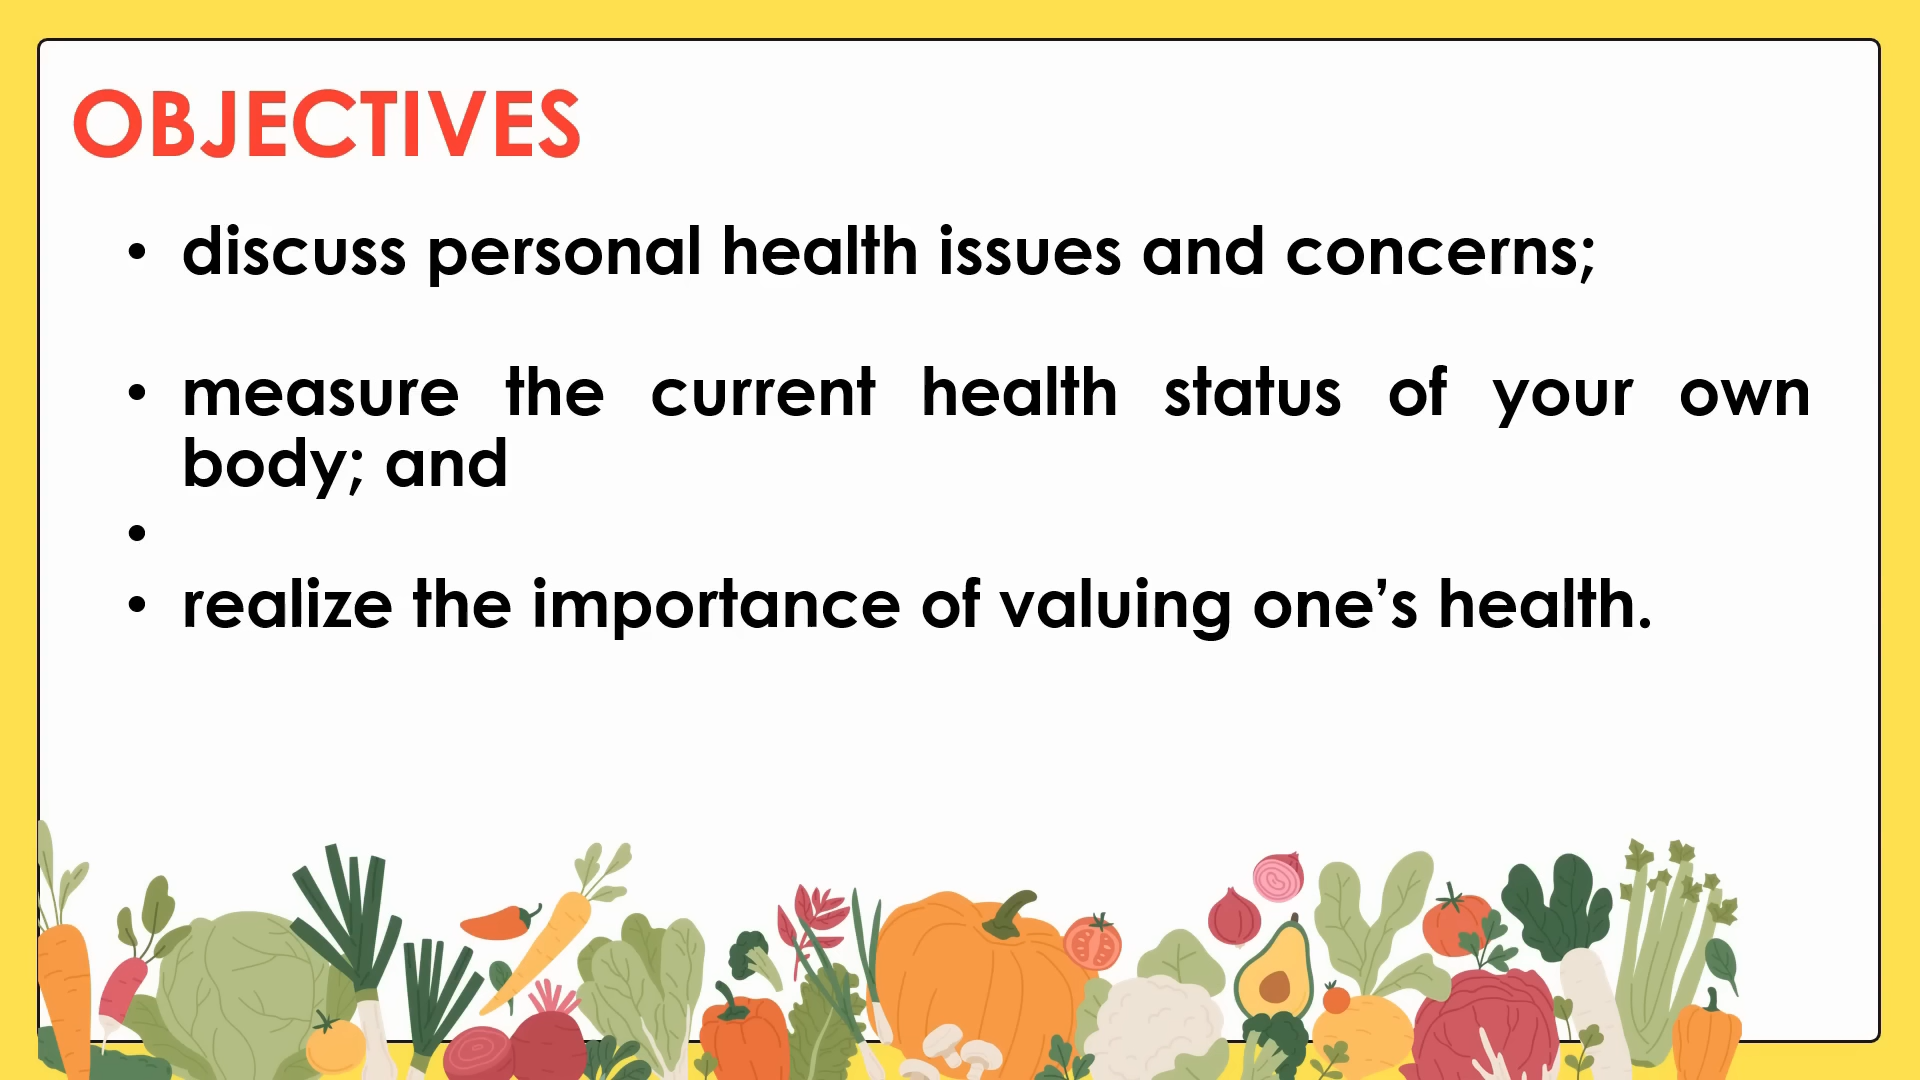 OBJECTIVES
• discuss personal health issues and concerns;
• measure the current health status of your own
body; and
•
• realize the importance of valuing one’s health.